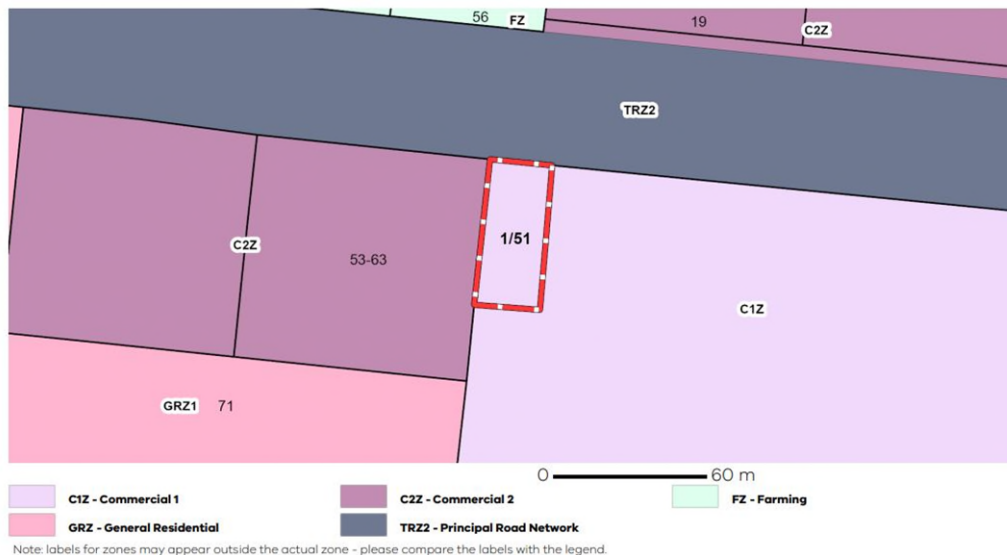 56
FZ
19
C2Z
TRZ2
1/51
C2Z
53-63
C1Z
GRZ1
71
0
60 m
C1Z - Commercial 1
C2Z - Commercial 2
FZ - Farming
GRZ - General Residential
TRZ2 - Principal Road Network
Note: labels for zones may appear outside the actual zone - please compare the labels with the legend.